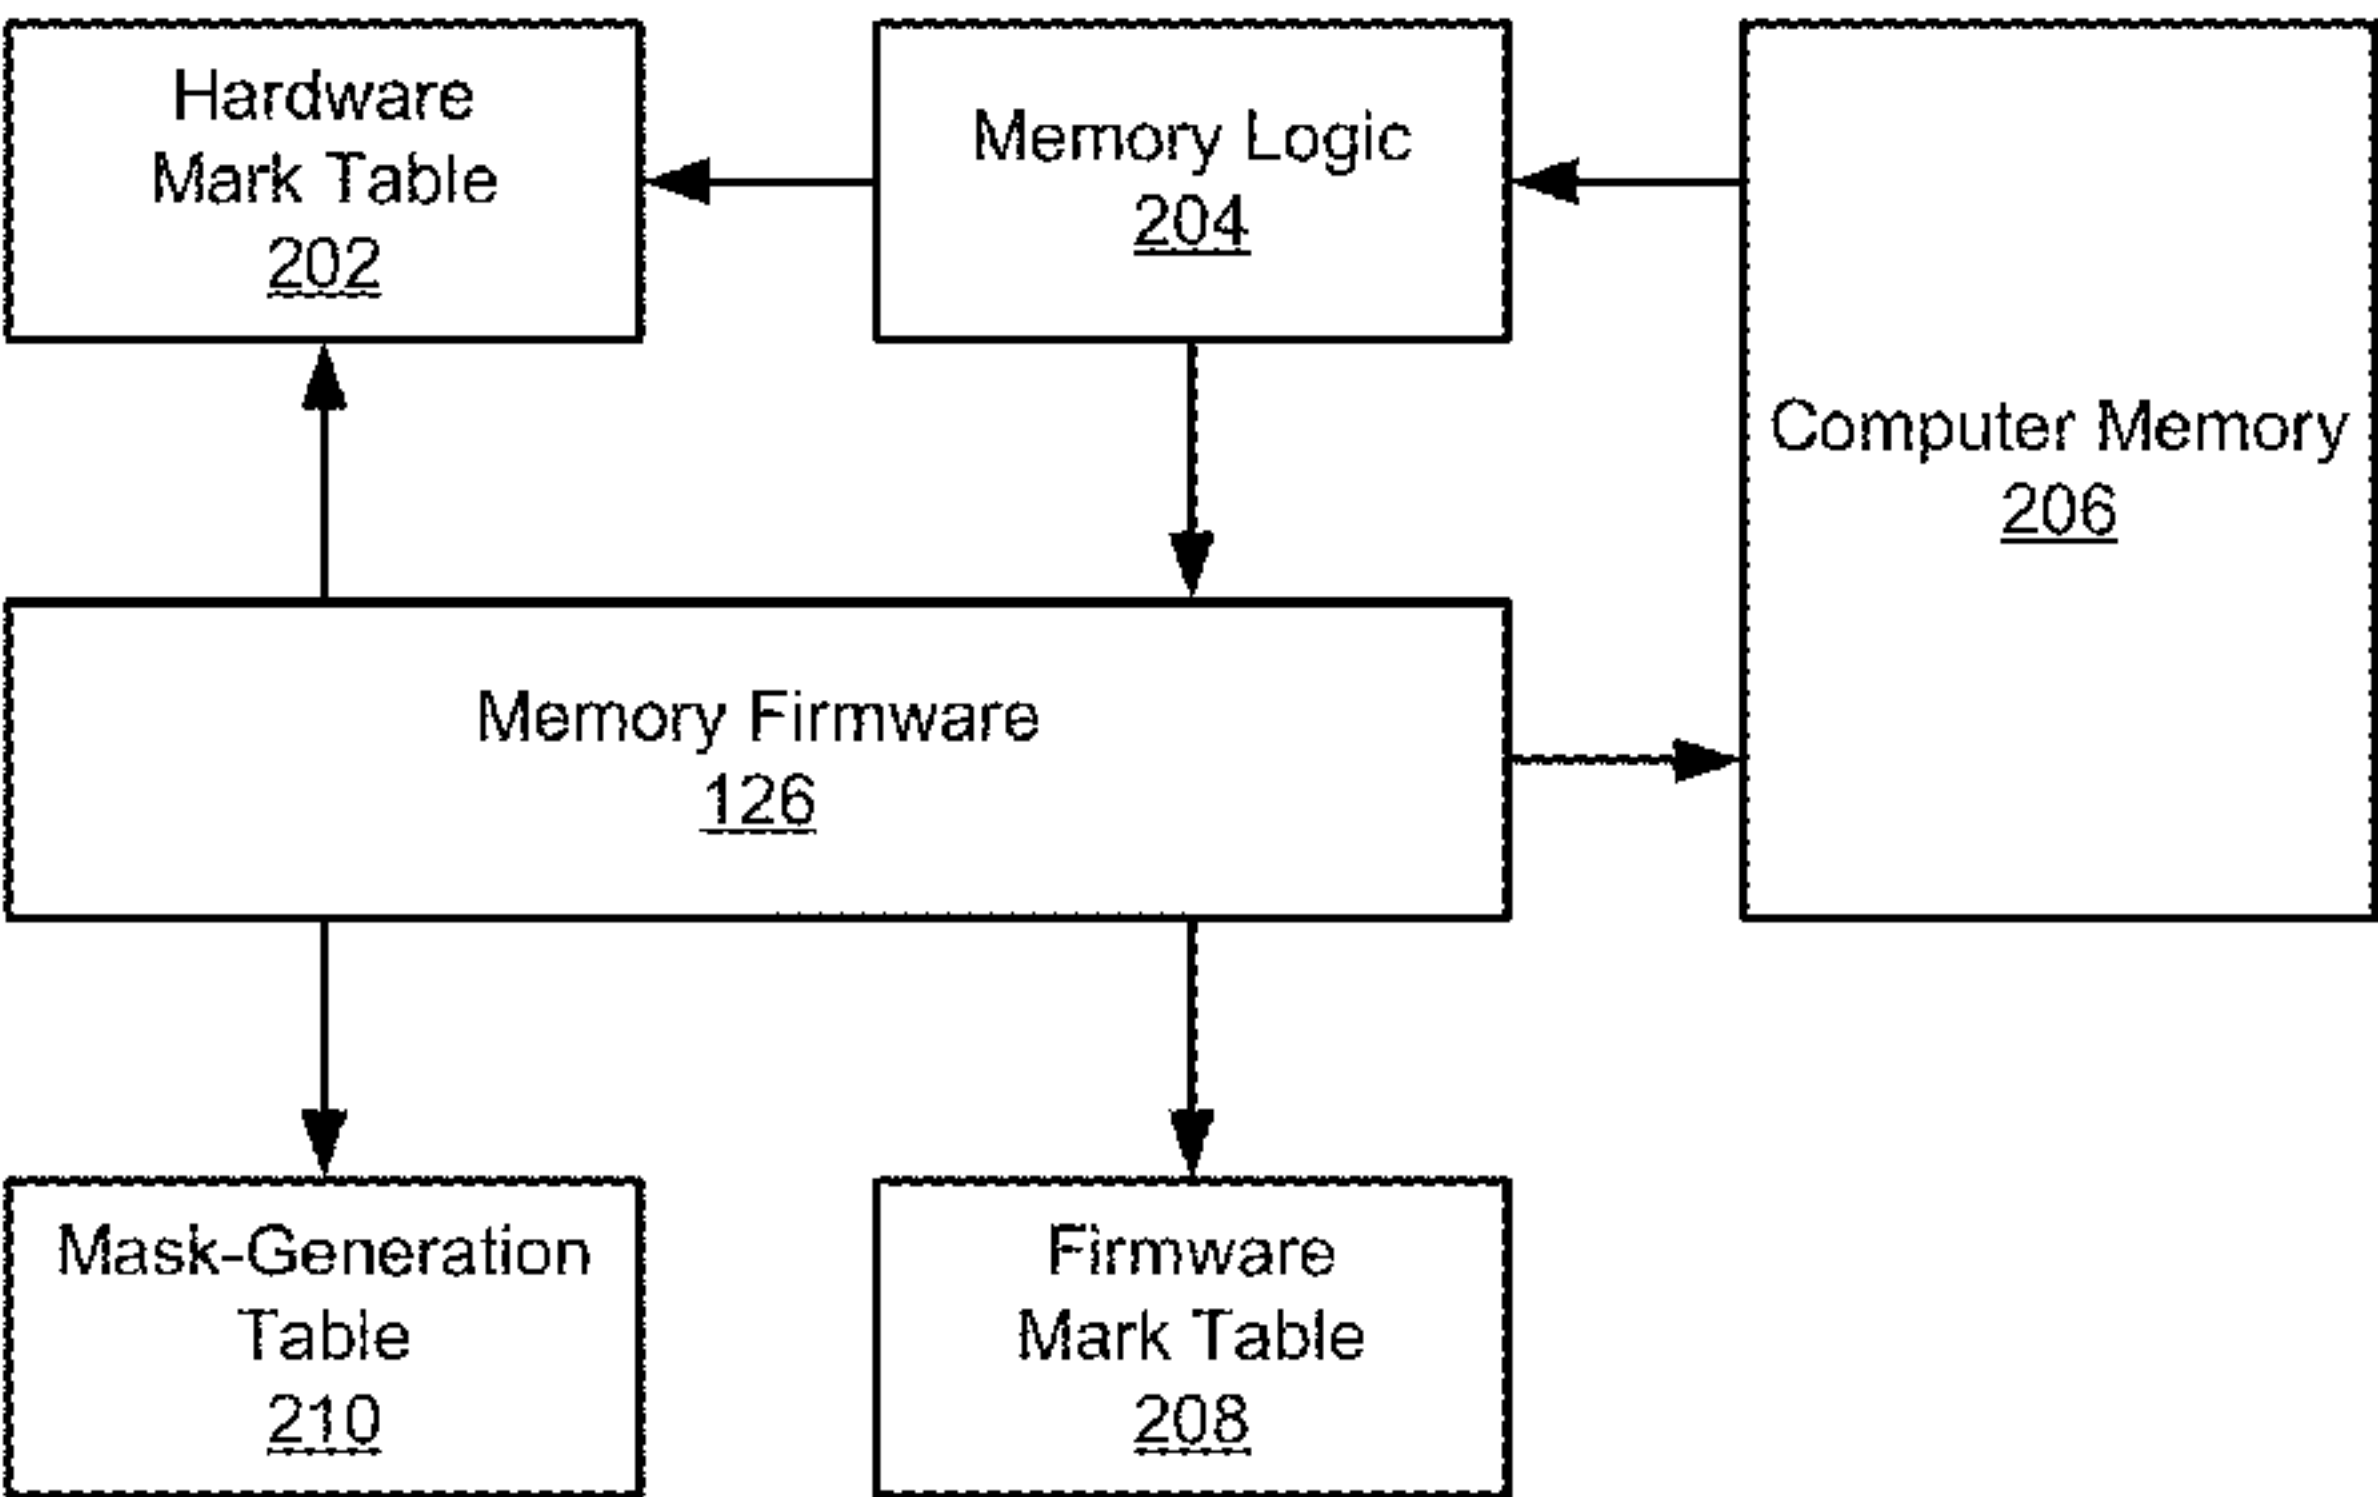 Hardware
Mark Table
202
Memory Logic
204
Computer Memory
206
Memory Firmware
126
Mask-Generation
Table
210
Firmware
Mark Table
208